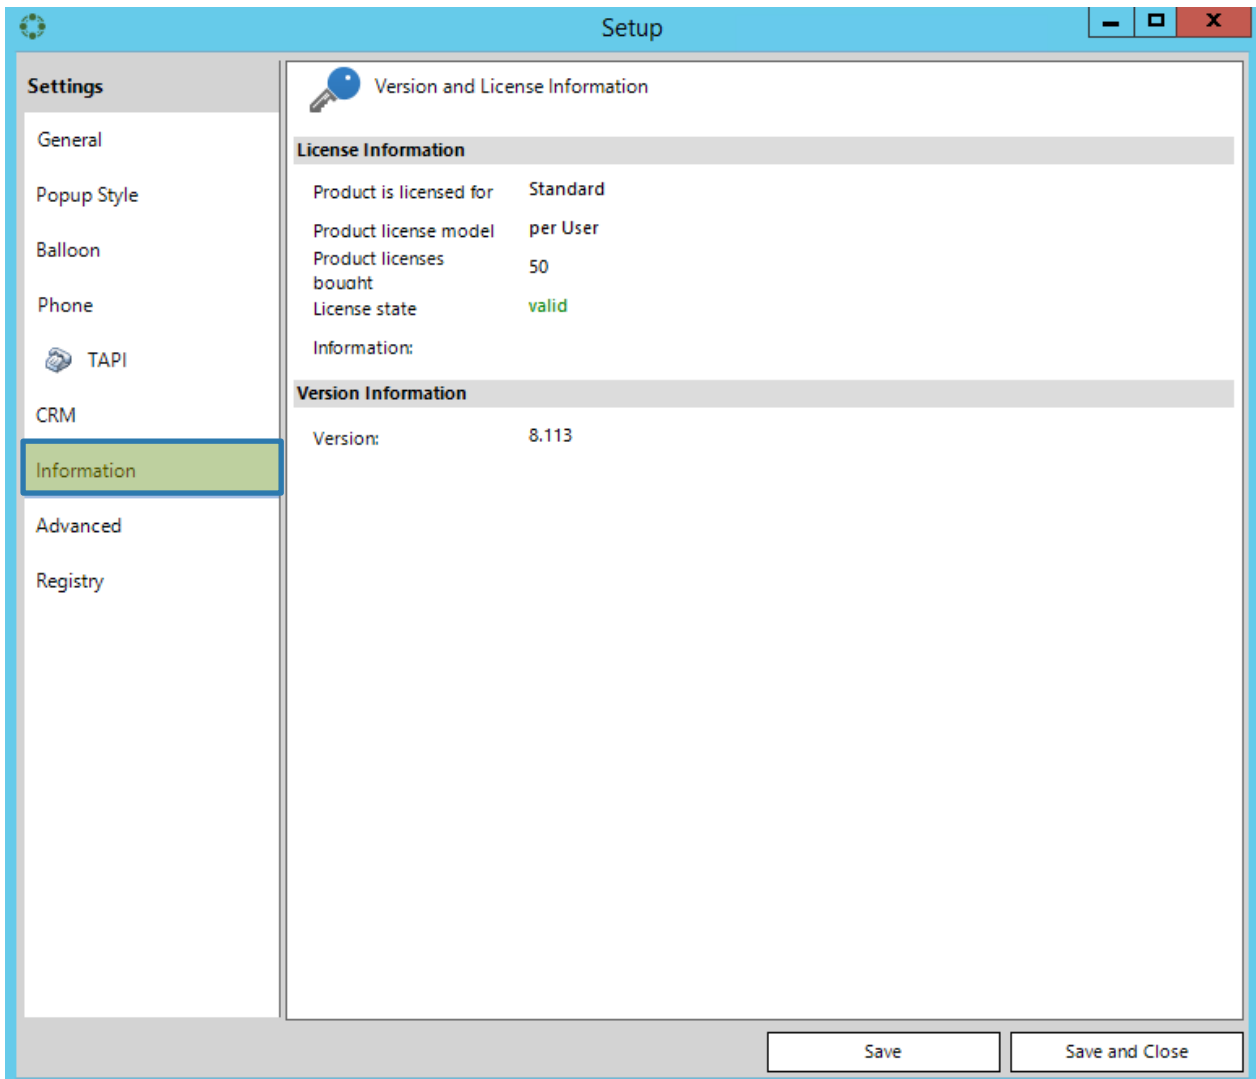 Setup
Settings
General
Popup Style
Balloon
Phone
TAPI
CRM
Information
Advanced
Registry
Version and License Information
License Information
Product is licensed for Standard
Product license model per User
Product licenses
bought 50
License state valid
Information:
Version Information
Version: 8.113
Save
Save and Close